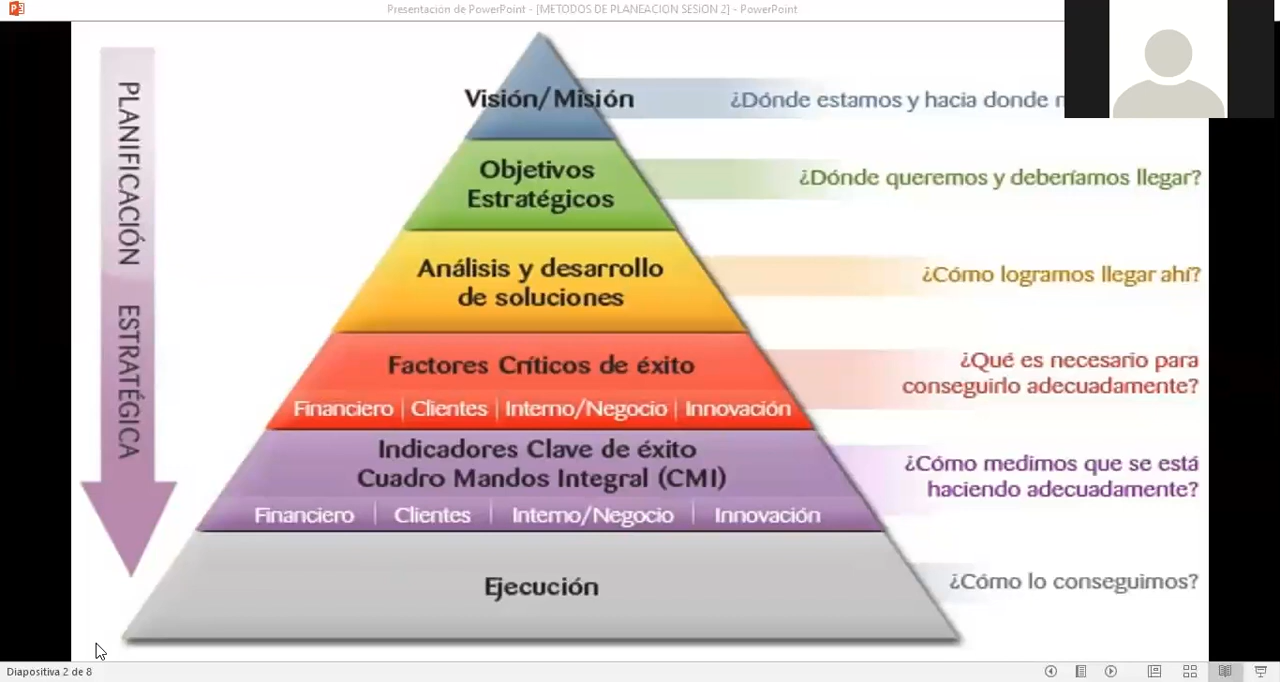 Presentación de PowerPoint - [METODOS DE PLANEACION SESION 2] - PowerPoint
PLANIFICACIÓN ESTRATÉGICA
Visión/Misión
¿Dónde estamos y hacia donde
Objetivos
Estratégicos
¿Dónde queremos y deberíamos llegar?
Análisis y desarrollo
de soluciones
¿Cómo logramos llegar ahí?
Factores Críticos de éxito
Financiero | Clientes | Interno/Negocio | Innovación
¿Qué es necesario para
conseguirlo adecuadamente?
Indicadores Clave de éxito
Cuadro Mandos Integral (CMI)
Financiero | Clientes | Interno/Negocio | Innovación
¿Cómo medimos que se está
haciendo adecuadamente?
Ejecución
¿Cómo lo conseguimos?
Diapositiva 2 de 8